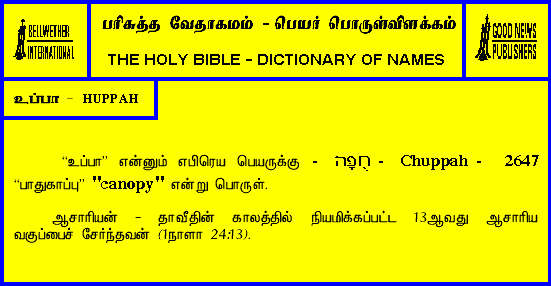 BELLWETHER
INTERNATIONAL
பரிசுத்த வேதாகமம் - பெயர் பொருள்விளக்கம்
THE HOLY BIBLE - DICTIONARY OF NAMES
GOOD NEWS
PUBLISHERS
உப்பா - HUPPAH
“உப்பா” என்னும் எபிரெய பெயருக்கு - חֻפָּה - Chuppah - 2647
“பாதுகாப்பு” "canopy" என்று பொருள்.
ஆசாரியன் - தாவீதின் காலத்தில் நியமிக்கப்பட்ட 13ஆவது ஆசாரிய
வகுப்பைச் சேர்ந்தவன் (1நாளா 24:13).